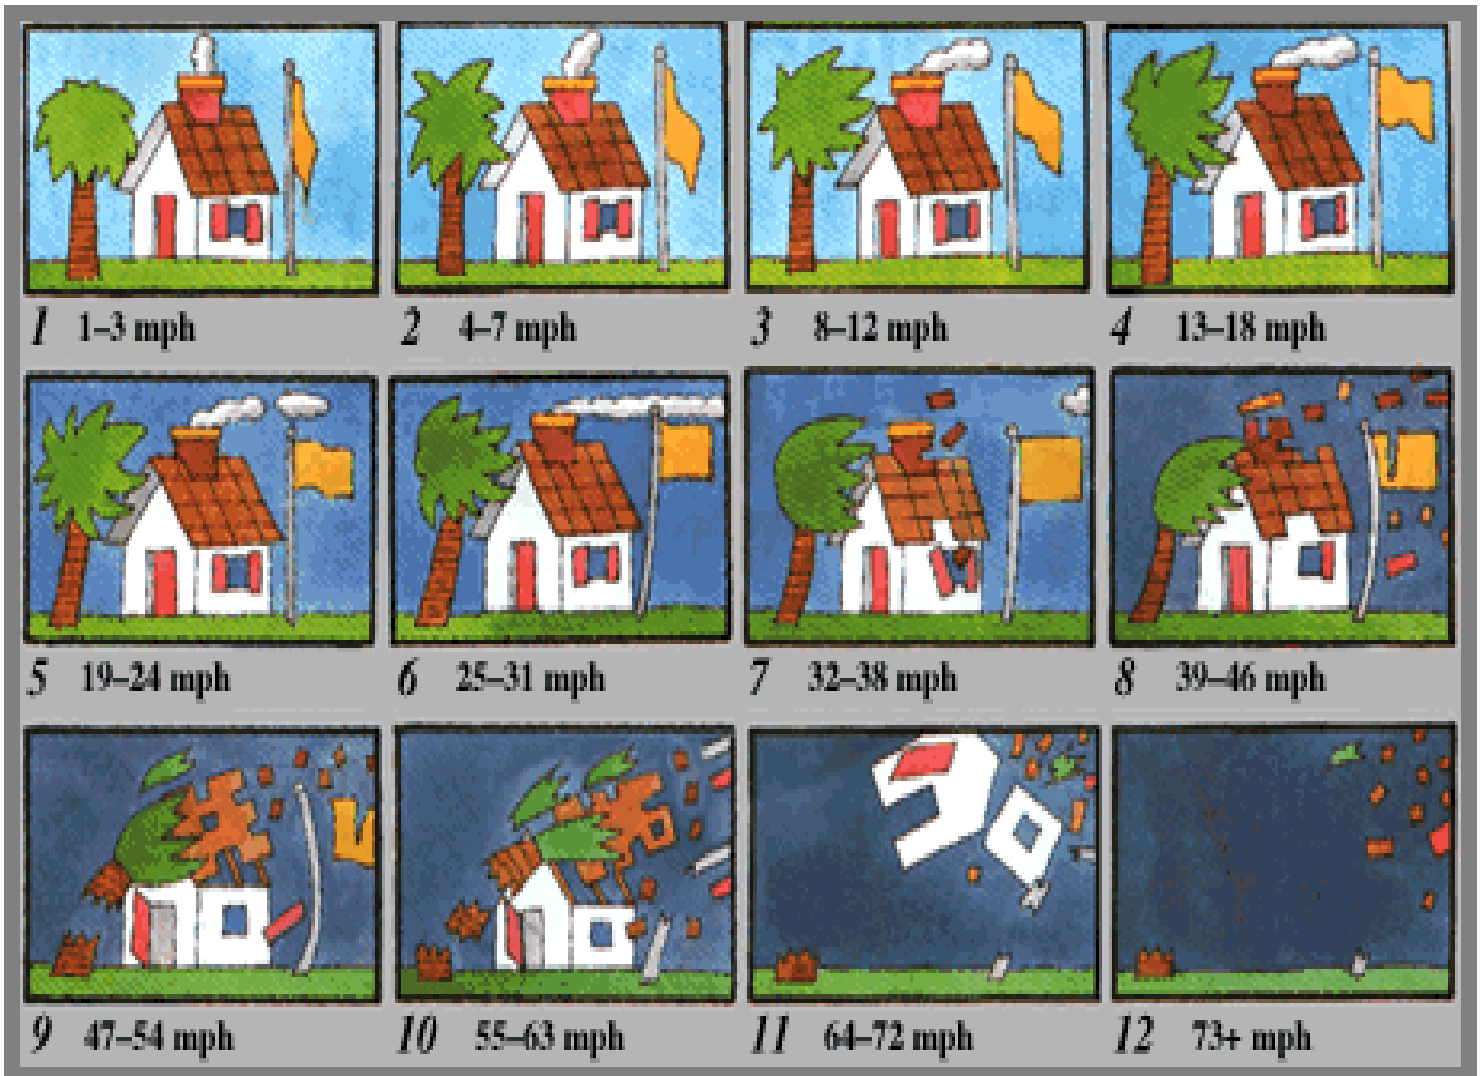 1 1–3 mph
2 4–7 mph
3 8–12 mph
4 13–18 mph
5 19–24 mph
6 25–31 mph
7 32–38 mph
8 39–46 mph
9 47–54 mph
10 55–63 mph
11 64–72 mph
12 73+ mph